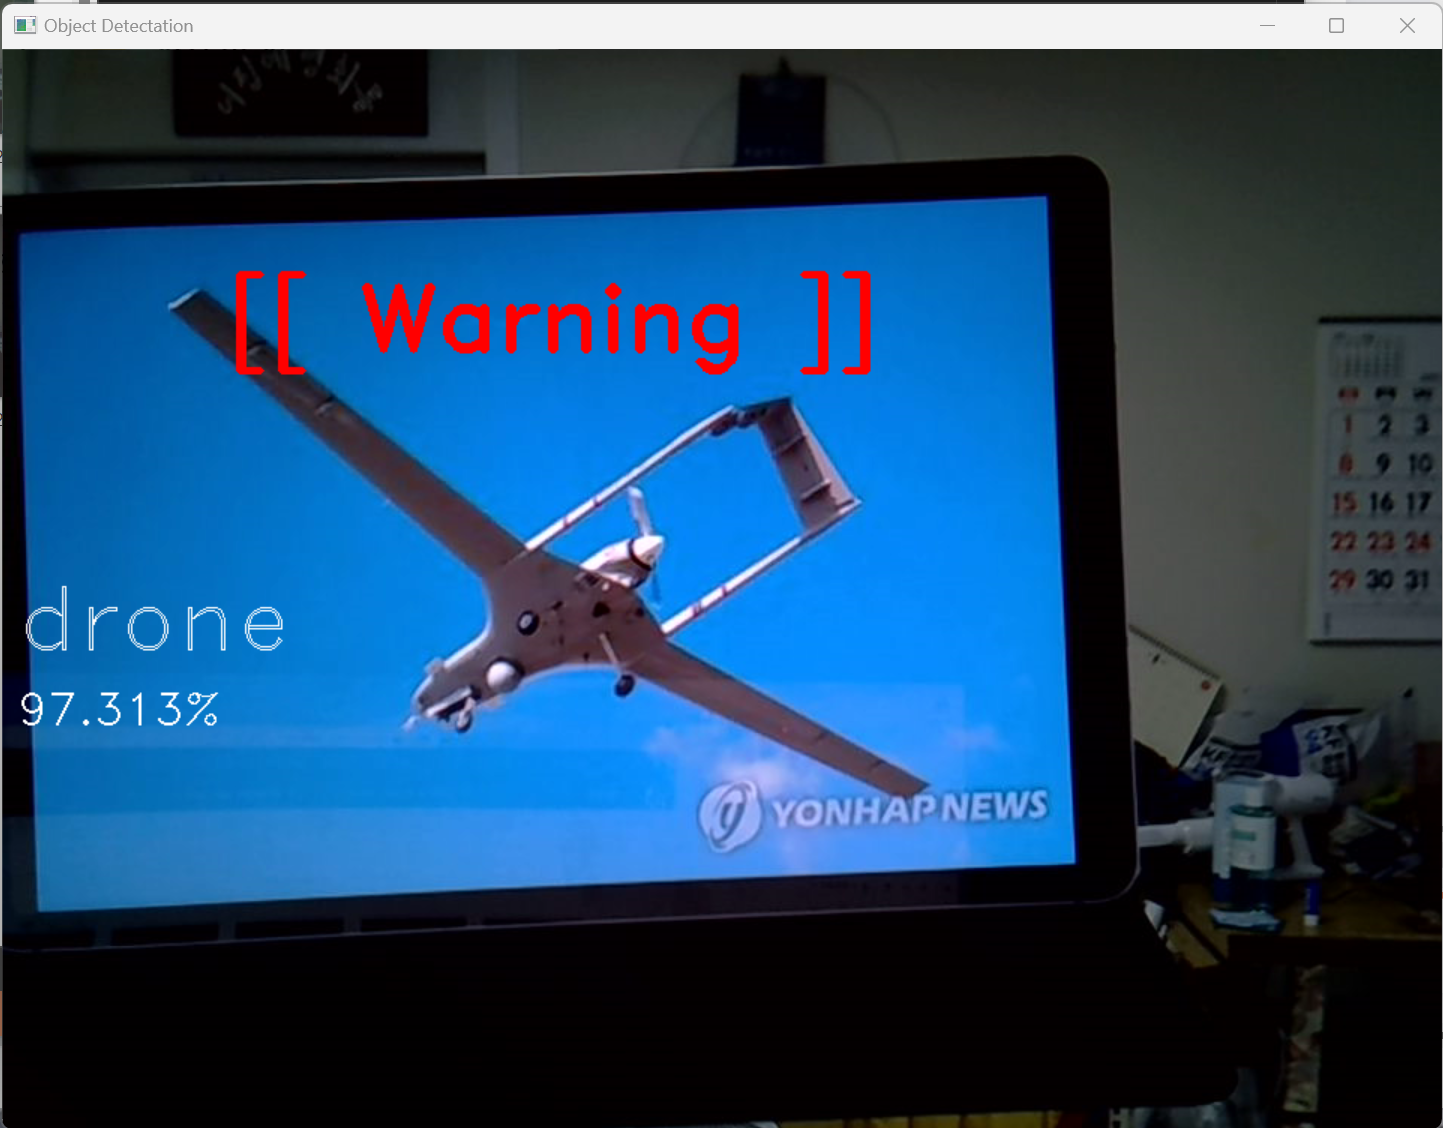 Object Detectation
[[ Warning ]]
drone
97.313%
YONHAP NEWS
1 2 3
8 9 10
15 16 17
22 23 24
29 30 31